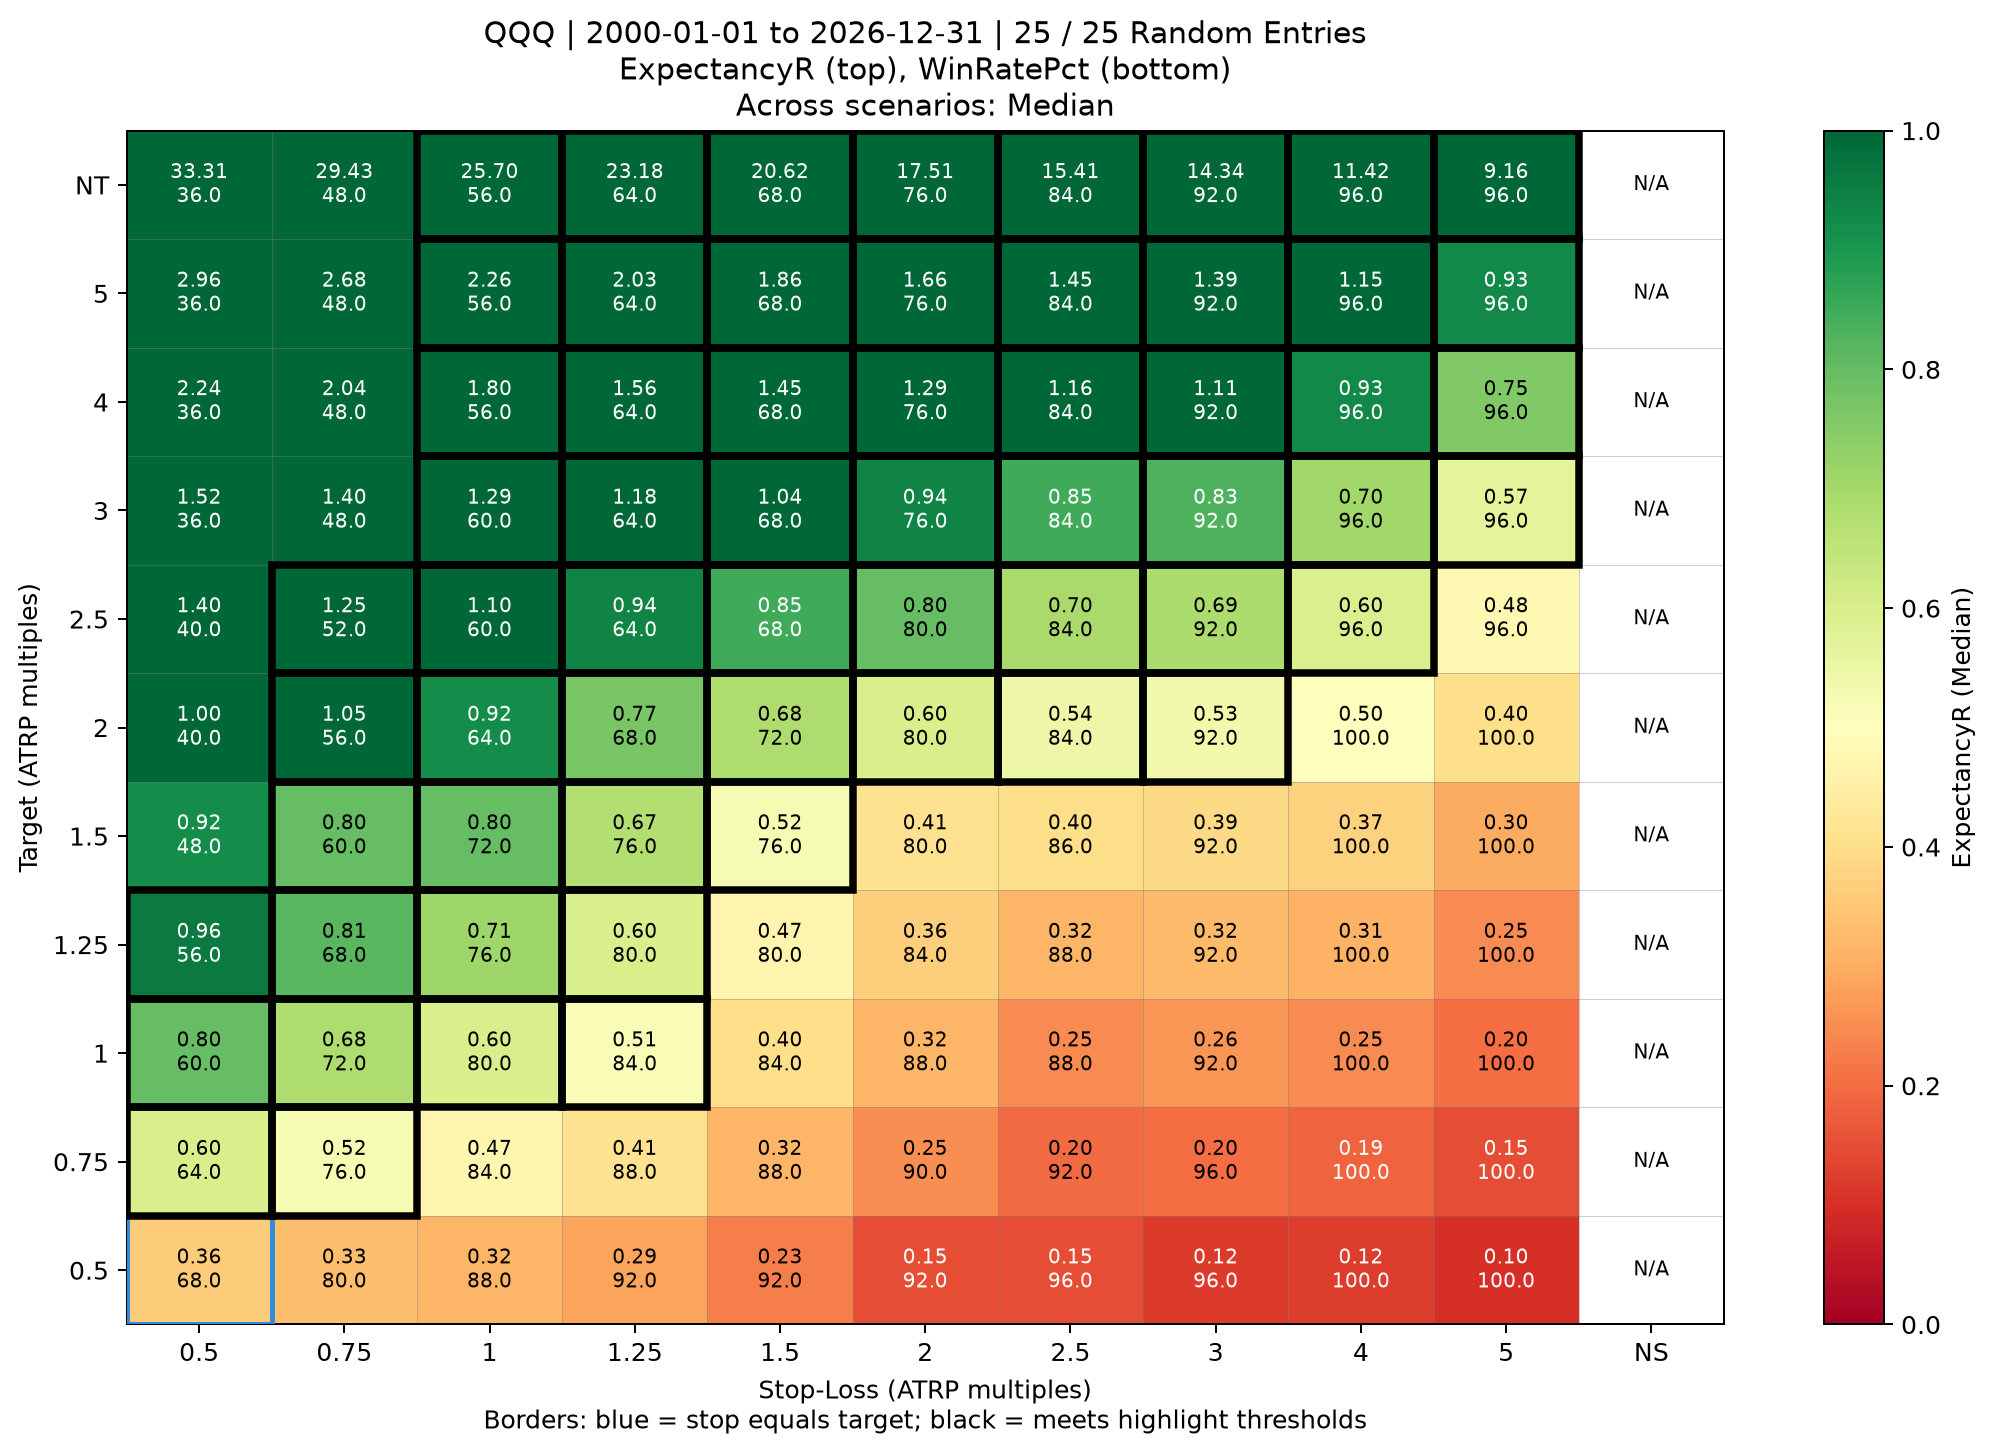 QQQ | 2000-01-01 to 2026-12-31 | 25 / 25 Random Entries
ExpectancyR (top), WinRatePct (bottom)
Across scenarios: Median
Target (ATRP multiples)
NT
33.31 29.43 25.70 23.18 20.62 17.51 15.41 14.34 11.42 9.16 N/A
36.0 48.0 56.0 64.0 68.0 76.0 84.0 92.0 96.0 96.0
5
2.96 2.68 2.26 2.03 1.86 1.66 1.45 1.39 1.15 0.93 N/A
36.0 48.0 56.0 64.0 68.0 76.0 84.0 92.0 96.0 96.0
4
2.24 2.04 1.80 1.56 1.45 1.29 1.16 1.11 0.93 0.75 N/A
36.0 48.0 56.0 64.0 68.0 76.0 84.0 92.0 96.0 96.0
3
1.52 1.40 1.29 1.18 1.04 0.94 0.85 0.83 0.70 0.57 N/A
36.0 48.0 60.0 64.0 68.0 76.0 84.0 92.0 96.0 96.0
2.5
1.40 1.25 1.10 0.94 0.85 0.80 0.70 0.69 0.60 0.48 N/A
40.0 52.0 60.0 64.0 68.0 80.0 84.0 92.0 96.0 96.0
2
1.00 1.05 0.92 0.77 0.68 0.60 0.54 0.53 0.50 0.40 N/A
40.0 56.0 64.0 68.0 72.0 80.0 84.0 92.0 100.0 100.0
1.5
0.92 0.80 0.80 0.67 0.52 0.41 0.40 0.39 0.37 0.30 N/A
48.0 60.0 72.0 76.0 76.0 80.0 86.0 92.0 100.0 100.0
1.25
0.96 0.81 0.71 0.60 0.47 0.36 0.32 0.32 0.31 0.25 N/A
56.0 68.0 76.0 80.0 80.0 84.0 88.0 92.0 100.0 100.0
1
0.80 0.68 0.60 0.51 0.40 0.32 0.25 0.26 0.25 0.20 N/A
60.0 72.0 80.0 84.0 84.0 88.0 88.0 92.0 100.0 100.0
0.75
0.60 0.52 0.47 0.41 0.32 0.25 0.20 0.20 0.19 0.15 N/A
64.0 76.0 84.0 88.0 88.0 90.0 92.0 96.0 100.0 100.0
0.5
0.36 0.33 0.32 0.29 0.23 0.15 0.15 0.12 0.12 0.10 N/A
68.0 80.0 88.0 92.0 92.0 92.0 96.0 96.0 100.0 100.0
0.5 0.75 1 1.25 1.5 2 2.5 3 4 5 NS
Stop-Loss (ATRP multiples)
Borders: blue = stop equals target; black = meets highlight thresholds
1.0
0.8
0.6
0.4
0.2
0.0
ExpectancyR (Median)